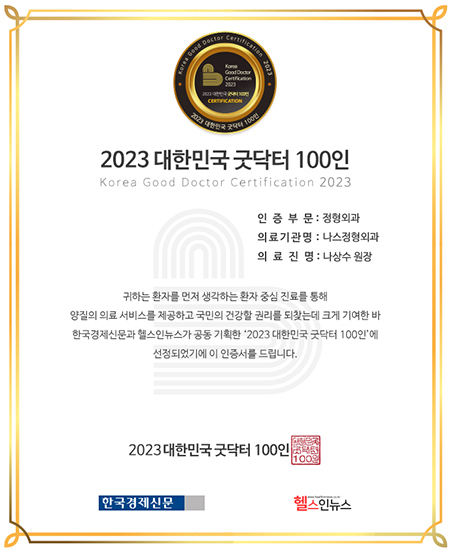 Korea Good Doctor Certification 2023
Korea
Good Doctor
Certification
2023
2023 대한민국 굿닥터 100인
CERTIFICATION
2023 대한민국 굿닥터 100인
2023 대한민국 굿닥터 100인
Korea Good Doctor Certification 2023
인 증 부 문 : 정형외과
의료기관명 : 나스정형외과
의 료 진 명 : 나상수 원장
귀하는 환자를 먼저 생각하는 환자 중심 진료를 통해
양질의 의료 서비스를 제공하고 국민의 건강할 권리를 되찾는데 크게 기여한 바
한국경제신문과 헬스인뉴스가 공동 기획한 ‘2023 대한민국 굿닥터 100인’에
선정되었기에 이 인증서를 드립니다.
2023 대한민국 굿닥터 100인
대한민국
굿닥터
100인
한국경제신문
헬스인뉴스